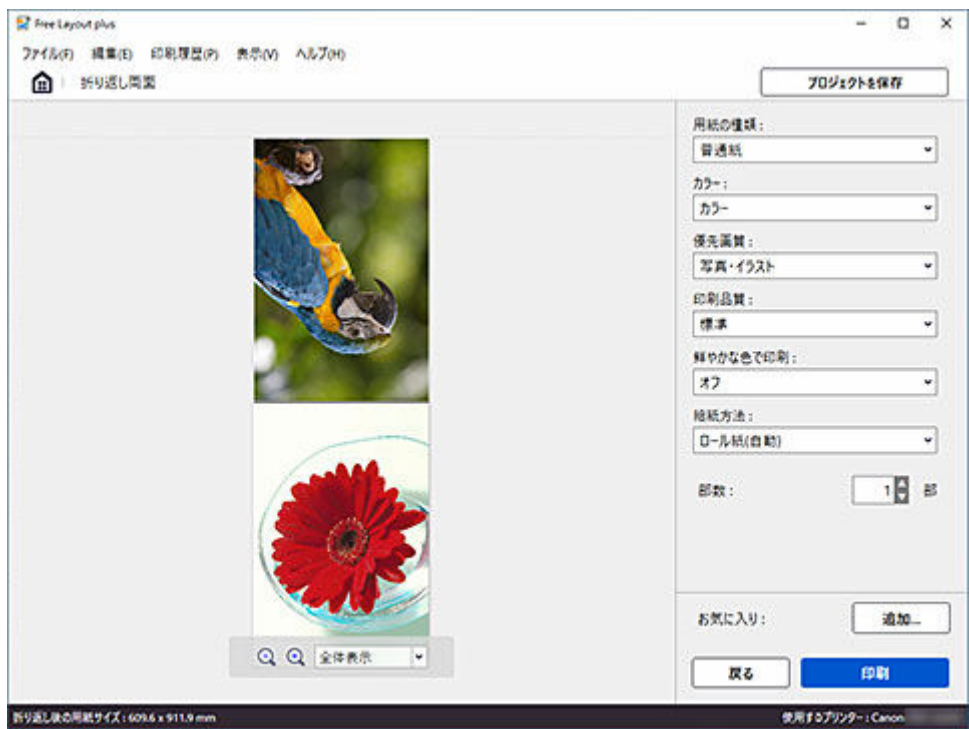 Free Layout plus
ファイル(F) 編集(E) 印刷履歴(P) 表示(V) ヘルプ(H)
折り返し画面
プロジェクトを保存
用紙の種類：
普通紙
カラー：
カラー
優先画質：
写真・イラスト
印刷品質：
標準
鮮やかな色で印刷：
オフ
給紙方法：
ロール紙(自動)
部数： 1 部
お気に入り： 追加...
全体表示
戻る 印刷
折り返し後の用紙サイズ：609.6 x 911.9 mm
使用するプリンター：Canon